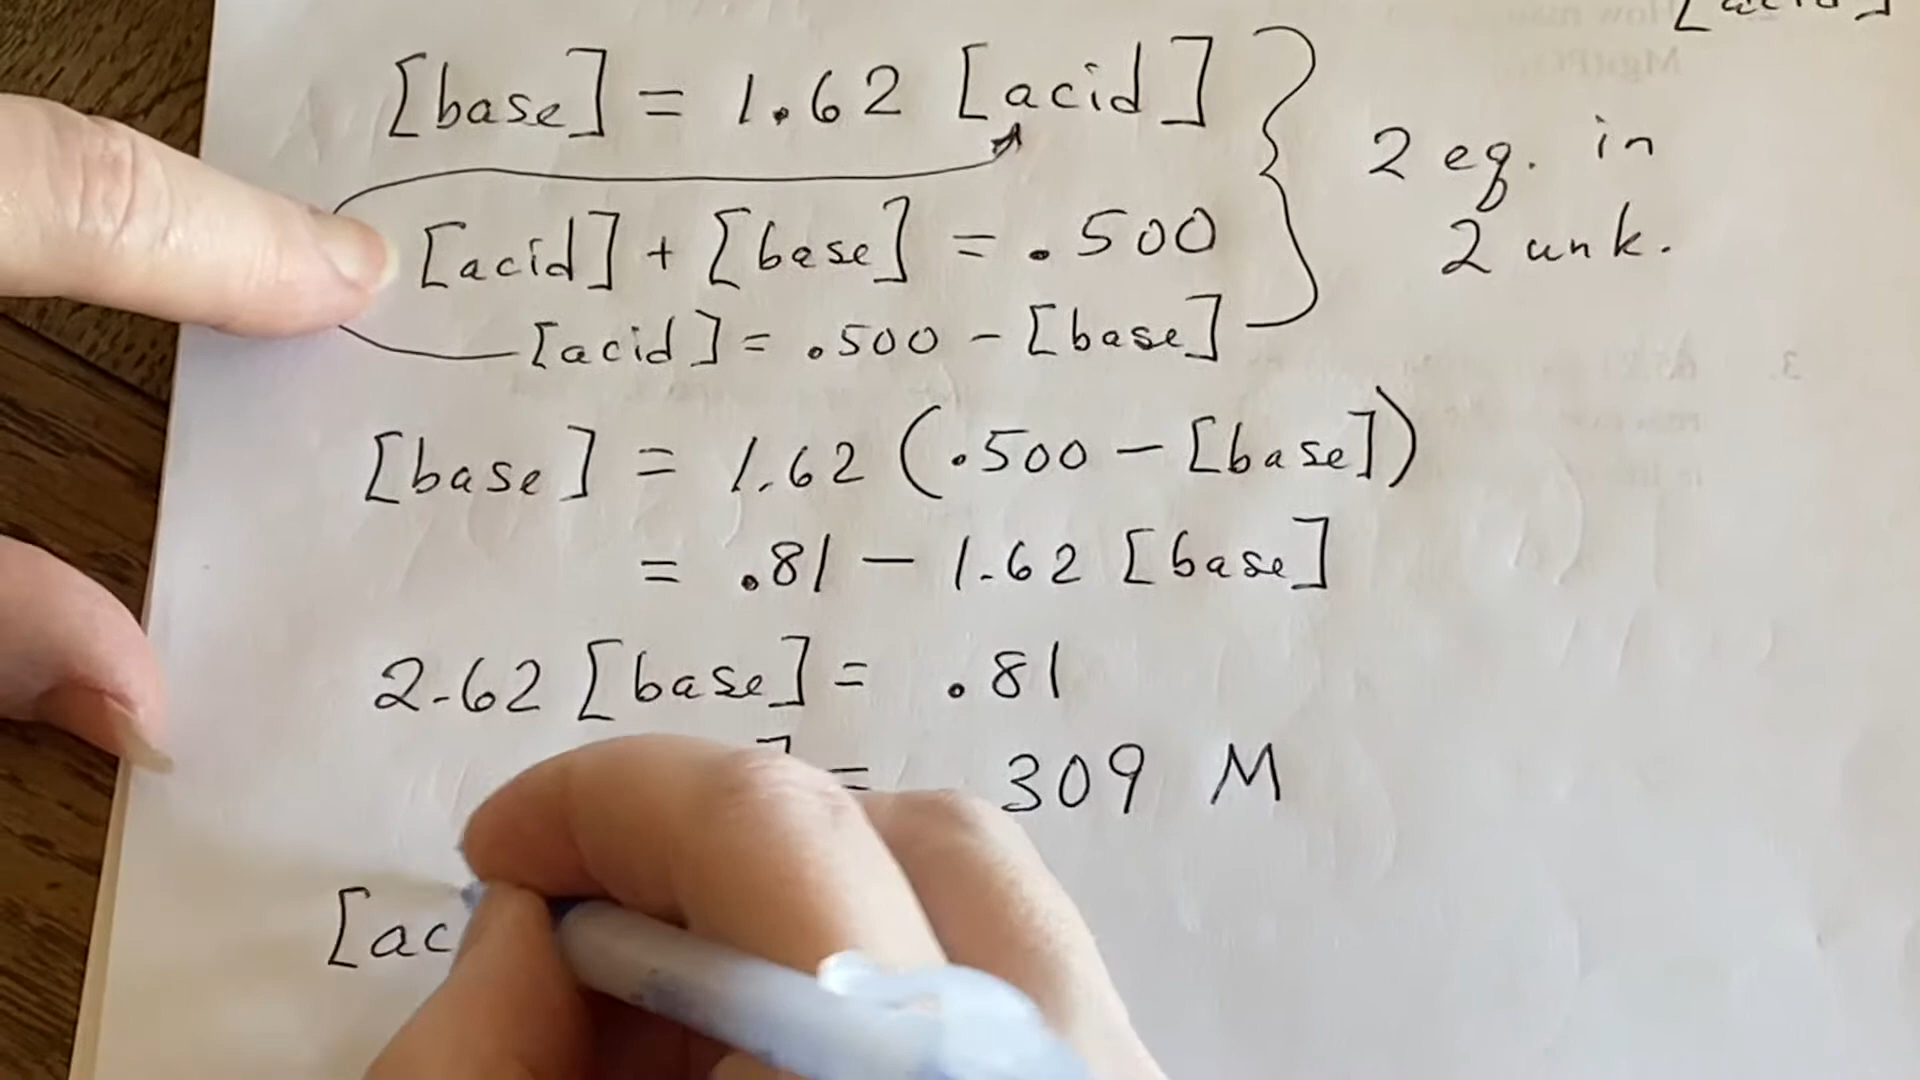 [acid]
[base] = 1.62 [acid]
2 eq. in
2 unk.
[acid] + [base] = .500
[acid] = .500 - [base]
[base] = 1.62 (.500 - [base])
= .81 - 1.62 [base]
2.62 [base] = .81
] = 309 M
[ac